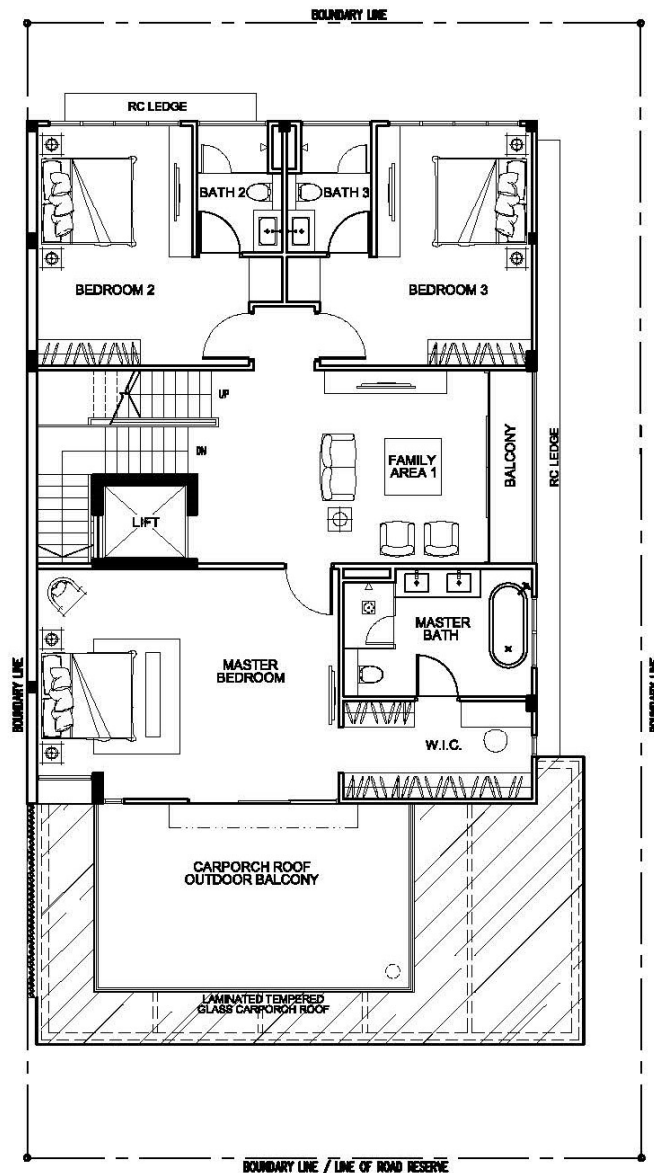 BOUNDARY LINE
RC LEDGE
BATH 2
BATH 3
BEDROOM 2
BEDROOM 3
UP
DN
FAMILY
AREA 1
BALCONY
RC LEDGE
LIFT
MASTER
BATH
MASTER
BEDROOM
BOUNDARY LINE
BOUNDARY LINE
W.I.C.
CARPORCH ROOF
OUTDOOR BALCONY
LAMINATED TEMPERED
GLASS CARPORCH ROOF
BOUNDARY LINE / LINE OF ROAD RESERVE